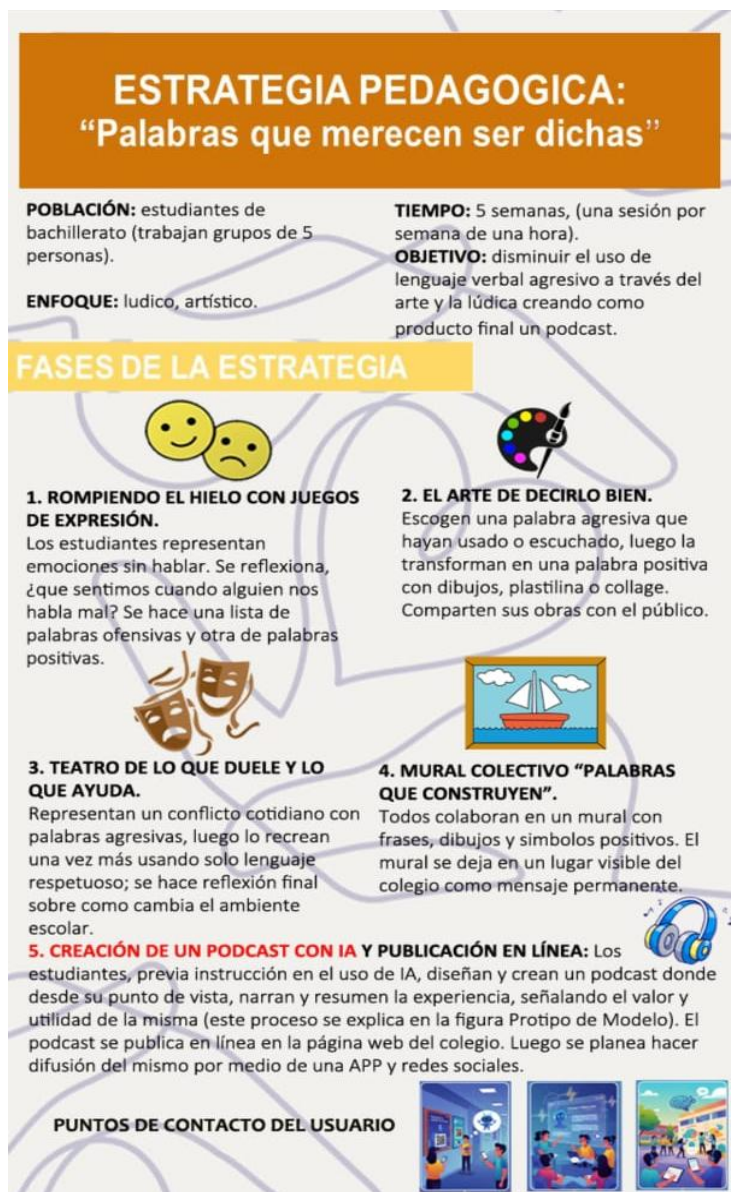 ESTRATEGIA PEDAGOGICA:
“Palabras que merecen ser dichas”
POBLACIÓN: estudiantes de
bachillerato (trabajan grupos de 5
personas).
ENFOQUE: ludico, artístico.
TIEMPO: 5 semanas, (una sesión por
semana de una hora).
OBJETIVO: disminuir el uso de
lenguaje verbal agresivo a través del
arte y la lúdica creando como
producto final un podcast.
FASES DE LA ESTRATEGIA
1. ROMPIENDO EL HIELO CON JUEGOS
DE EXPRESIÓN.
Los estudiantes representan
emociones sin hablar. Se reflexiona,
¿que sentimos cuando alguien nos
habla mal? Se hace una lista de
palabras ofensivas y otra de palabras
positivas.
2. EL ARTE DE DECIRLO BIEN.
Escogen una palabra agresiva que
hayan usado o escuchado, luego la
transforman en una palabra positiva
con dibujos, plastilina o collage.
Comparten sus obras con el público.
3. TEATRO DE LO QUE DUELE Y LO
QUE AYUDA.
Representan un conflicto cotidiano con
palabras agresivas, luego lo recrean
una vez más usando solo lenguaje
respetuoso; se hace reflexión final
sobre como cambia el ambiente
escolar.
4. MURAL COLECTIVO “PALABRAS
QUE CONSTRUYEN”.
Todos colaboran en un mural con
frases, dibujos y simbolos positivos. El
mural se deja en un lugar visible del
colegio como mensaje permanente.
5. CREACIÓN DE UN PODCAST CON IA Y PUBLICACIÓN EN LÍNEA: Los
estudiantes, previa instrucción en el uso de IA, diseñan y crean un podcast donde
desde su punto de vista, narran y resumen la experiencia, señalando el valor y
utilidad de la misma (este proceso se explica en la figura Protipo de Modelo). El
podcast se publica en línea en la página web del colegio. Luego se planea hacer
difusión del mismo por medio de una APP y redes sociales.
PUNTOS DE CONTACTO DEL USUARIO